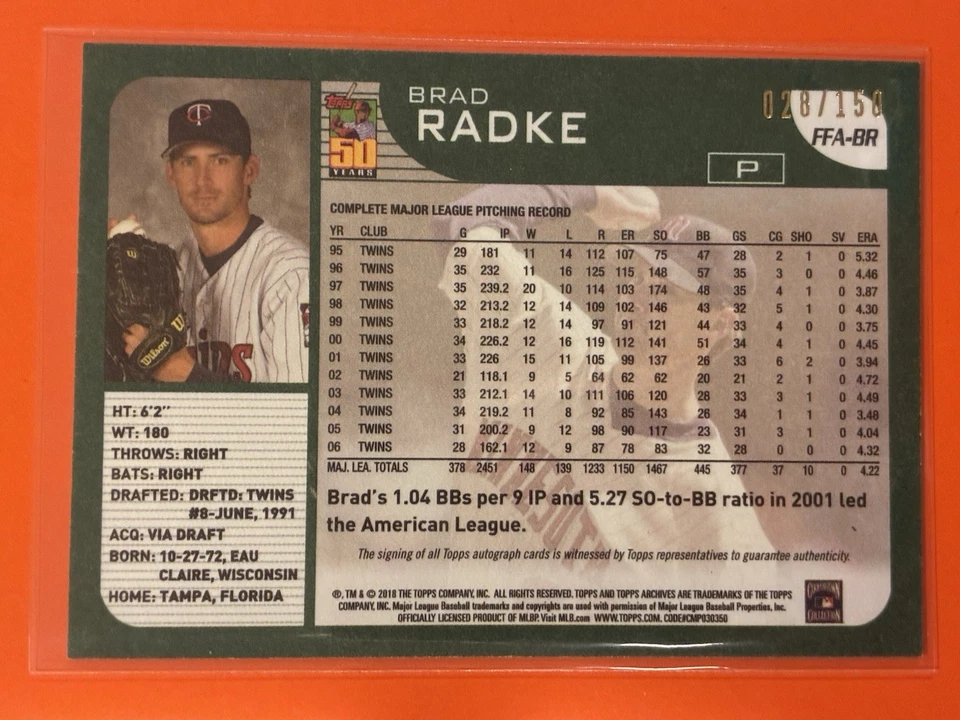 TC
Wilson
Topps
50
YEARS
BRAD
RADKE
028/150
FFA-BR
P
COMPLETE MAJOR LEAGUE PITCHING RECORD
YR CLUB G IP W L R ER SO BB GS CG SHO SV ERA
95 TWINS 29 181 11 14 112 107 75 47 28 2 1 0 5.32
96 TWINS 35 232 11 16 125 115 148 57 35 3 0 0 4.46
97 TWINS 35 239.2 20 10 114 103 174 48 35 4 1 0 3.87
98 TWINS 32 213.2 12 14 109 102 146 43 32 5 1 0 4.30
99 TWINS 33 218.2 12 14 97 91 121 44 33 4 0 0 3.75
00 TWINS 34 226.2 12 16 119 112 141 51 34 4 1 0 4.45
01 TWINS 33 226 15 11 105 99 137 26 33 6 2 0 3.94
02 TWINS 21 118.1 9 5 64 62 62 20 21 2 1 0 4.72
03 TWINS 33 212.1 14 10 111 106 120 28 33 3 1 0 4.49
04 TWINS 34 219.2 11 8 92 85 143 26 34 1 1 0 3.48
05 TWINS 31 200.2 9 12 98 90 117 23 31 3 1 0 4.04
06 TWINS 28 162.1 12 9 87 78 83 32 28 0 0 0 4.32
MAJ. LEA. TOTALS 378 2451 148 139 1233 1150 1467 445 377 37 10 0 4.22
Brad's 1.04 BBs per 9 IP and 5.27 SO-to-BB ratio in 2001 led
the American League.
The signing of all Topps autograph cards is witnessed by Topps representatives to guarantee authenticity.
HT: 6'2"
WT: 180
THROWS: RIGHT
BATS: RIGHT
DRAFTED: DRFTD: TWINS
#8-JUNE, 1991
ACQ: VIA DRAFT
BORN: 10-27-72, EAU
CLAIRE, WISCONSIN
HOME: TAMPA, FLORIDA
®, TM & © 2018 THE TOPPS COMPANY, INC. ALL RIGHTS RESERVED. TOPPS AND TOPPS ARCHIVES ARE TRADEMARKS OF THE TOPPS
COMPANY, INC. Major League Baseball trademarks and copyrights are used with permission of Major League Baseball Properties, Inc.
OFFICIALLY LICENSED PRODUCT OF MLBP. Visit MLB.com WWW.TOPPS.COM. CODE#CMP030350
COOPERSTOWN
COLLECTION